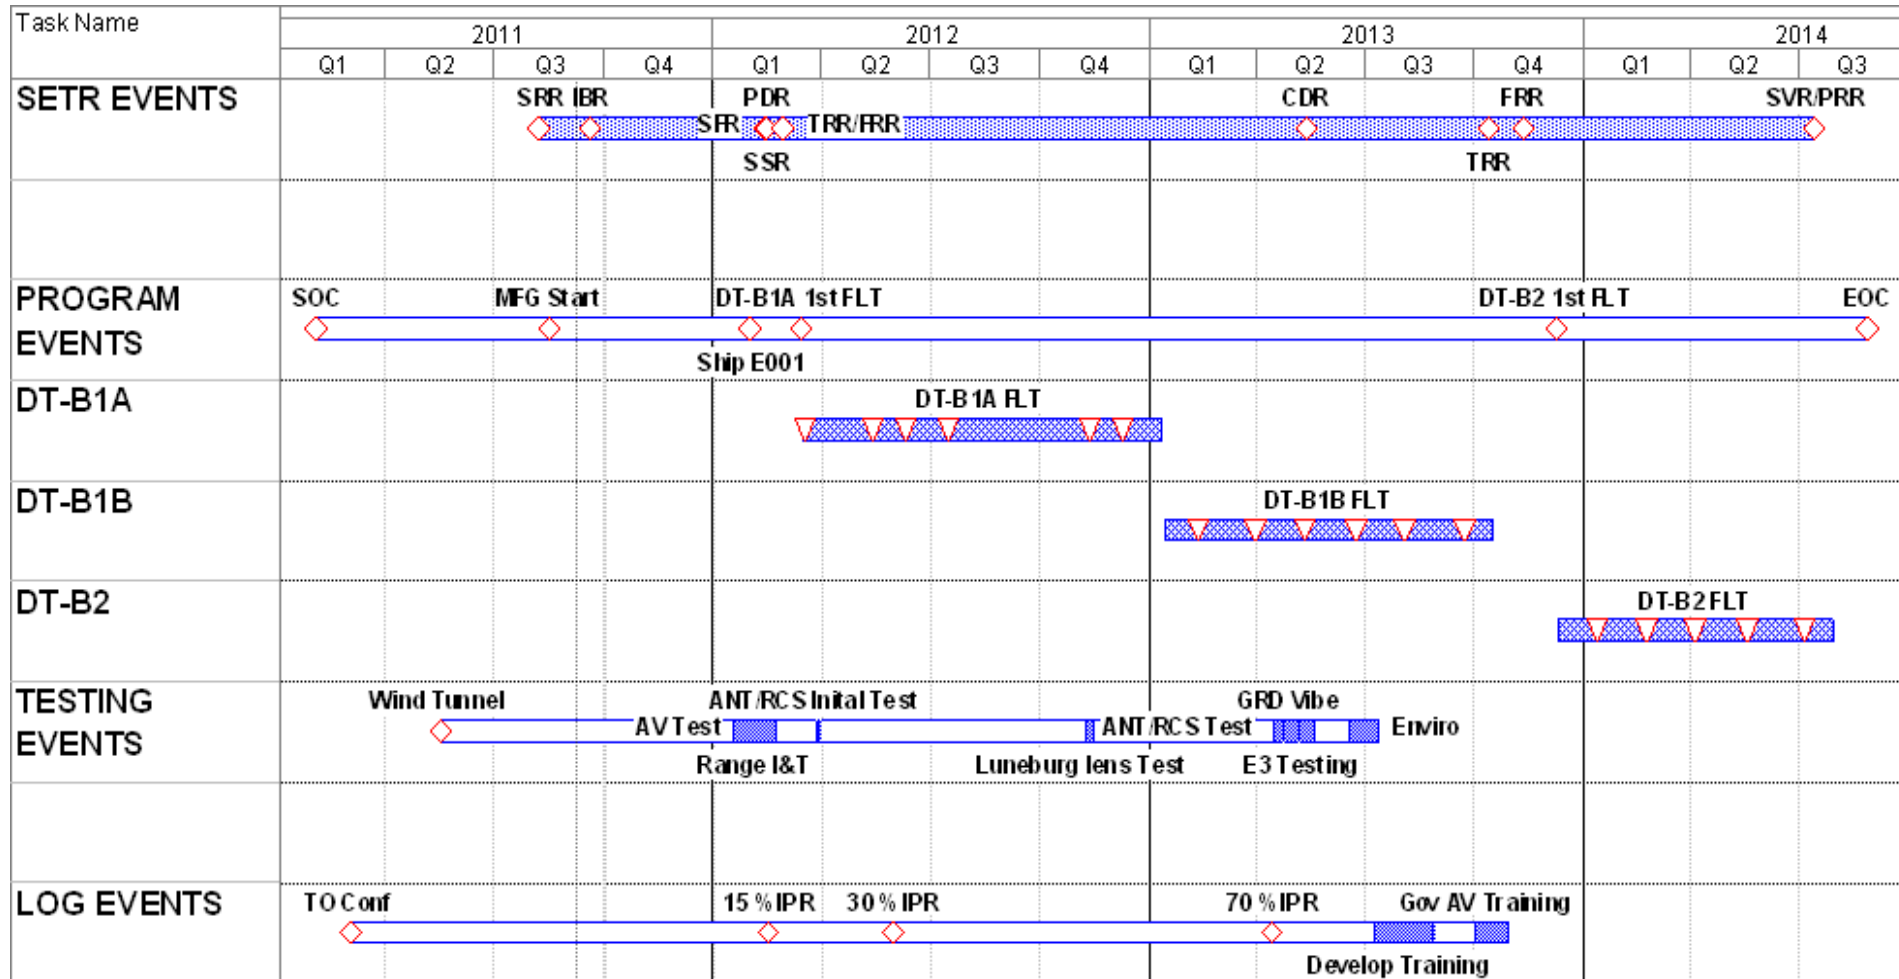 Task Name
2011 2012 2013 2014
Q1 Q2 Q3 Q4 Q1 Q2 Q3 Q4 Q1 Q2 Q3 Q4 Q1 Q2 Q3
SETR EVENTS
SRR IBR PDR CDR FRR SVR/PRR
SFR TRR/FRR
SSR TRR
PROGRAM
EVENTS
SOC MFG Start DT-B1A 1st FLT DT-B2 1st FLT EOC
Ship E001
DT-B1A
DT-B1A FLT
DT-B1B
DT-B1B FLT
DT-B2
DT-B2 FLT
TESTING
EVENTS
Wind Tunnel ANT/RCS Inital Test GRD Vibe
AV Test ANT/RCS Test Enviro
Range I&T Luneburg lens Test E3 Testing
LOG EVENTS
TO Conf 15 % IPR 30 % IPR 70 % IPR Gov AV Training
Develop Training